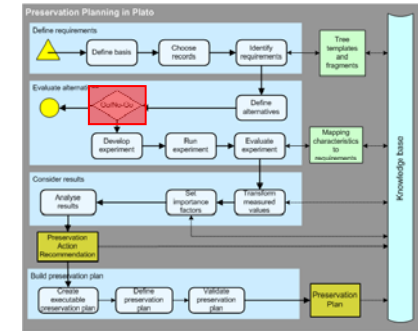 Preservation Planning in Plato
Define requirements
Define basis
Choose
records
Identify
requirements
Tree
templates
and
fragments
Evaluate alternatives
Go/No-Go
Define
alternatives
Develop
experiment
Run
experiment
Evaluate
experiment
Mapping
characteristics
to
requirements
Knowledge base
Consider results
Analyse
results
Set
importance
factors
Transform
measured
values
Preservation
Action
Recommendation
Build preservation plan
Create
executable
preservation plan
Define
preservation
plan
Validate
preservation
plan
Preservation
Plan